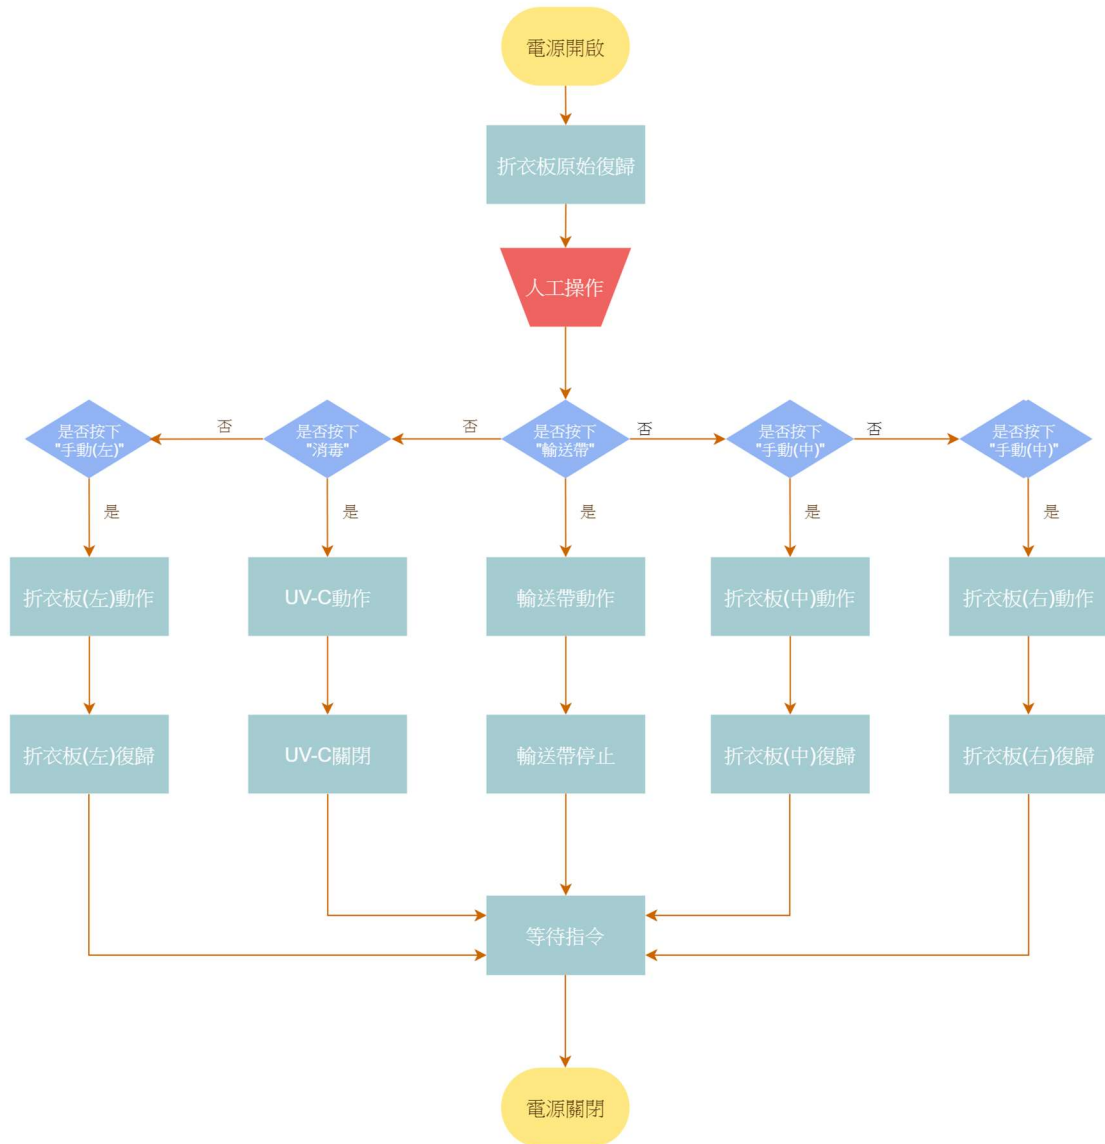 電源開啟
折衣板原始復歸
人工操作
是否按下
"手動(左)"
否
是否按下
"消毒"
否
是否按下
"輸送帶"
否
是否按下
"手動(中)"
否
是否按下
"手動(中)"
是
是
是
是
是
折衣板(左)動作
UV-C動作
輸送帶動作
折衣板(中)動作
折衣板(右)動作
折衣板(左)復歸
UV-C關閉
輸送帶停止
折衣板(中)復歸
折衣板(右)復歸
等待指令
電源關閉